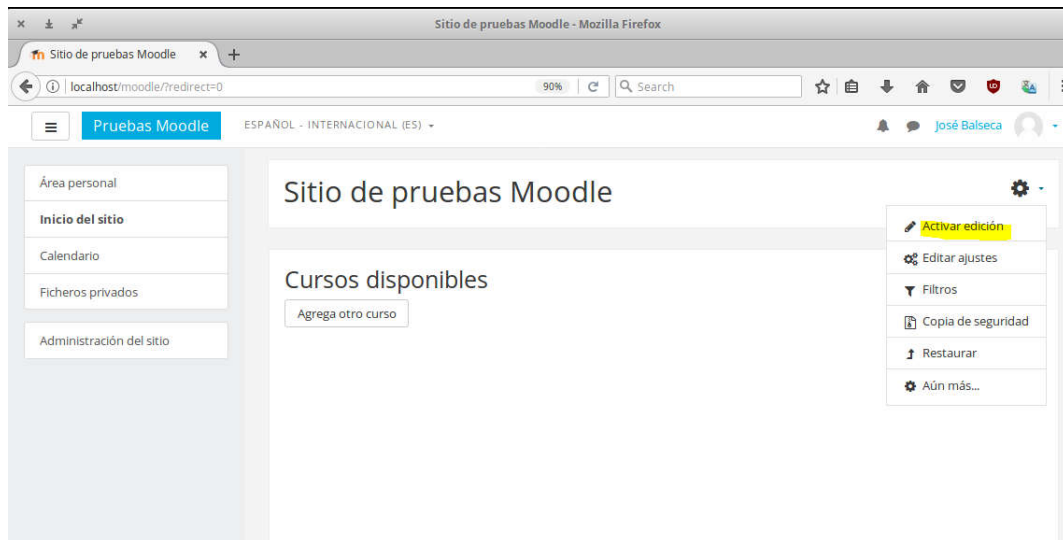 Sitio de pruebas Moodle - Mozilla Firefox
Sitio de pruebas Moodle
localhost/moodle/?redirect=0
90%
Search
Pruebas Moodle
ESPAÑOL - INTERNACIONAL (ES)
José Balseca
Área personal
Inicio del sitio
Calendario
Ficheros privados
Administración del sitio
Sitio de pruebas Moodle
Activar edición
Editar ajustes
Filtros
Copia de seguridad
Restaurar
Aún más...
Cursos disponibles
Agrega otro curso